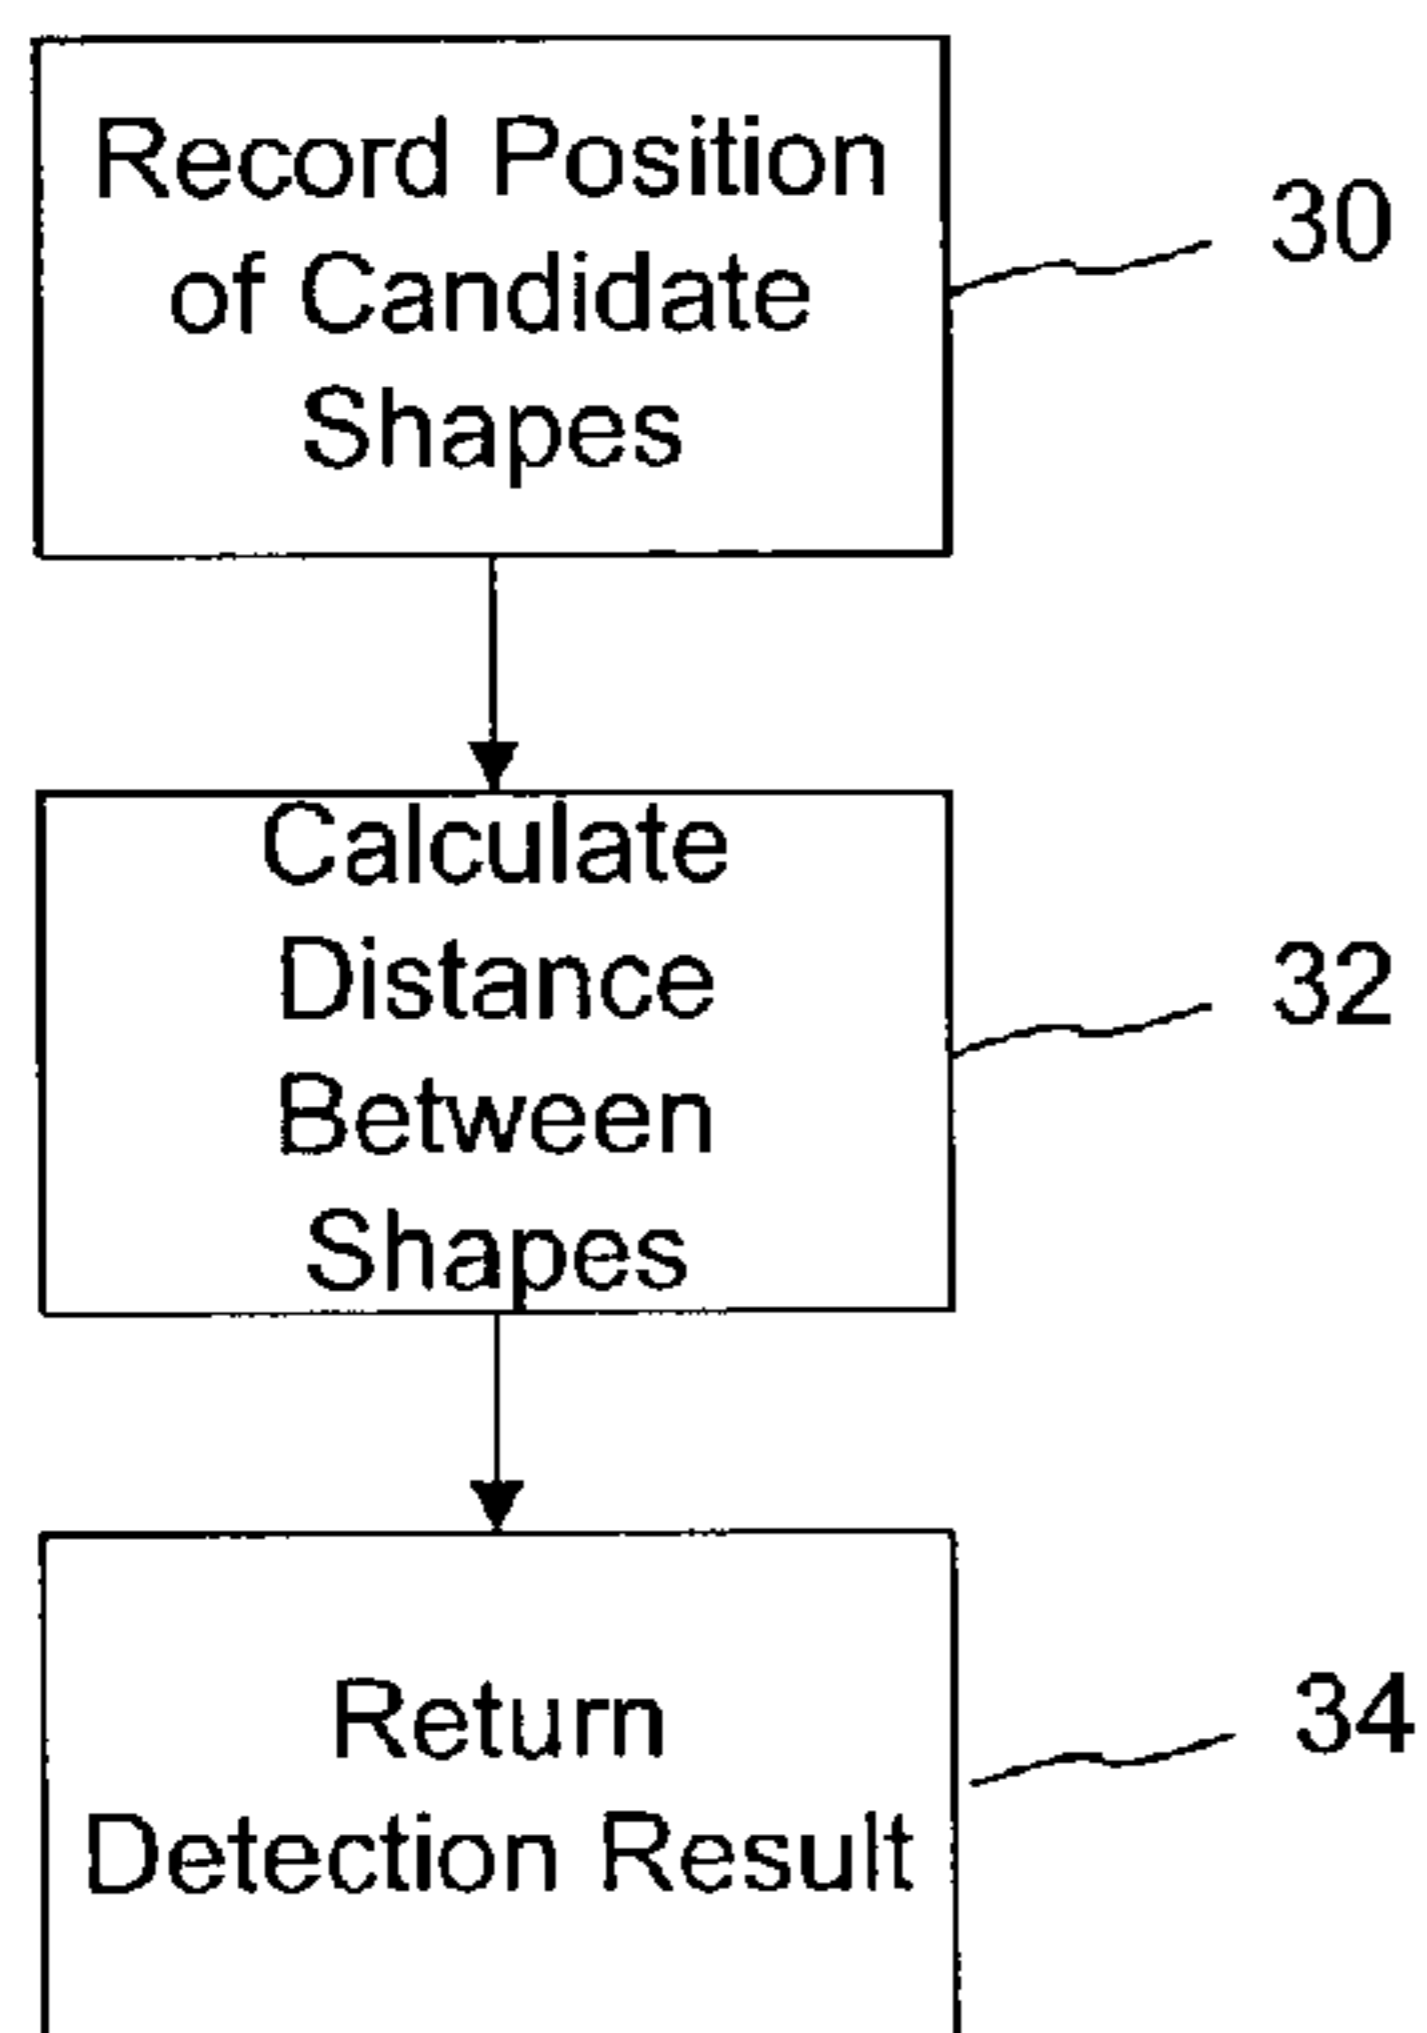 Record Position
of Candidate
Shapes
30
Calculate
Distance
Between
Shapes
32
Return
Detection Result
34